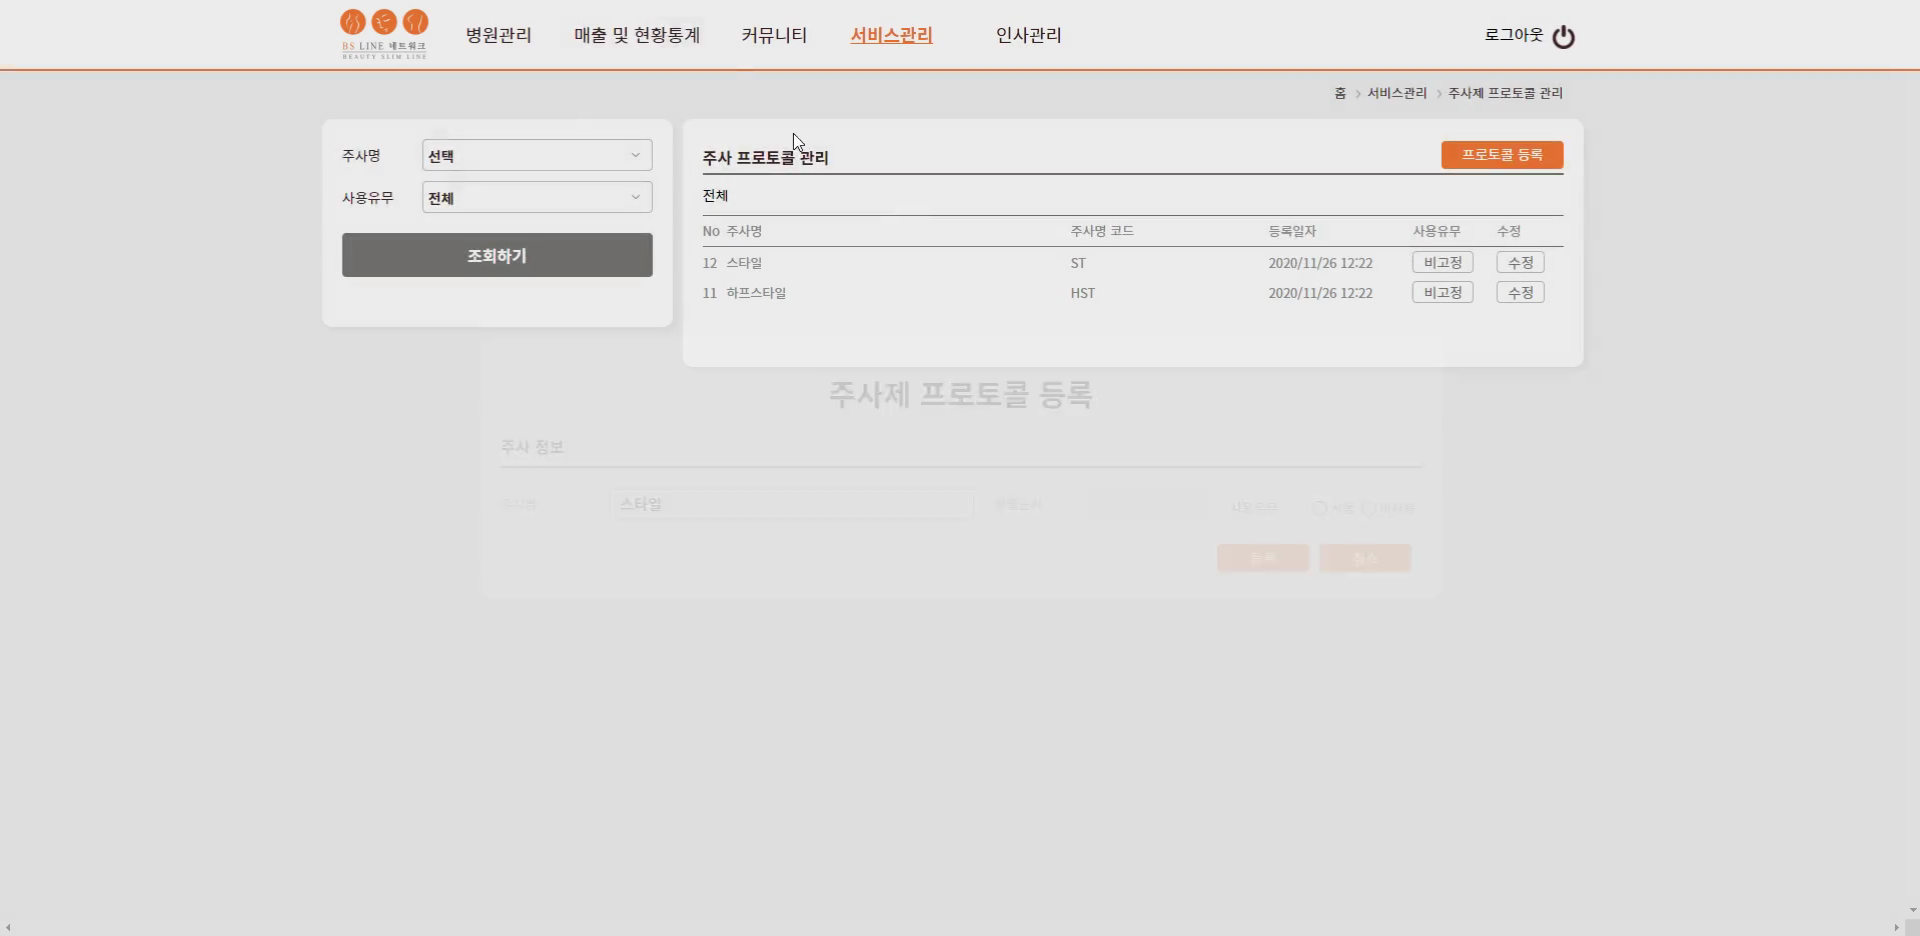 BS LINE 네트워크
BEAUTY SLIM LINE
병원관리 매출 및 현황통계 커뮤니티 서비스관리 인사관리
로그아웃
홈 > 서비스관리 > 주사제 프로토콜 관리
주사명 선택
사용유무 전체
조회하기
주사 프로토콜 관리
프로토콜 등록
전체
No 주사명 주사명 코드 등록일자 사용유무 수정
12 스타일 ST 2020/11/26 12:22 비고정 수정
11 하프스타일 HST 2020/11/26 12:22 비고정 수정
주사제 프로토콜 등록
주사 정보
주사명 스타일 사용유무
등록 취소